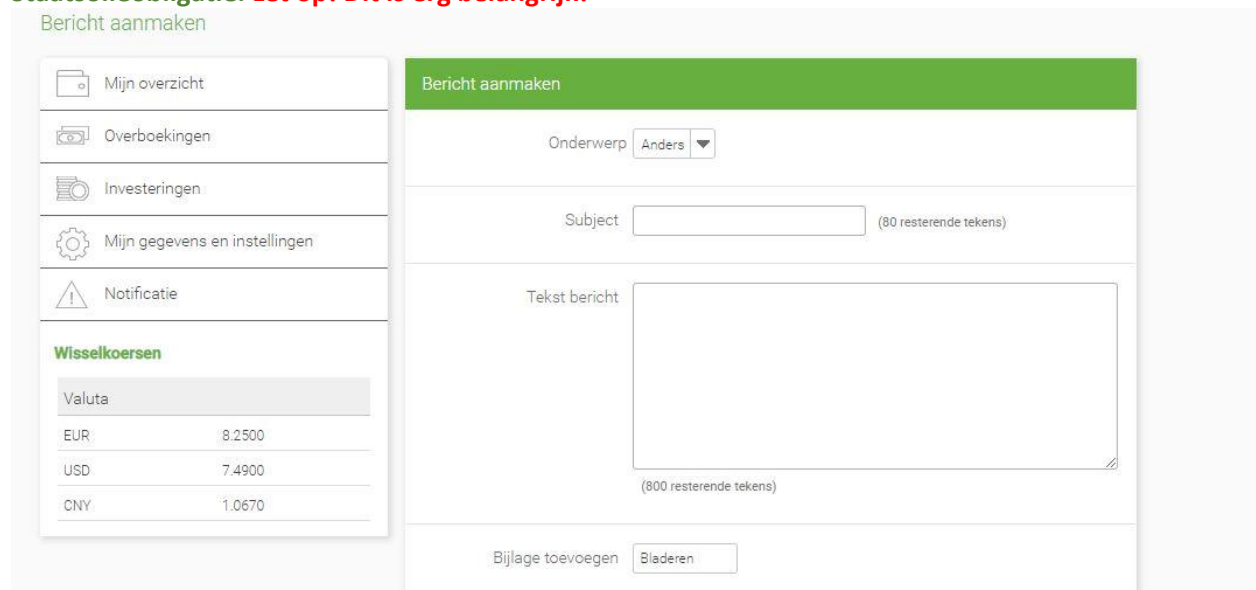 Bericht aanmaken
Mijn overzicht
Overboekingen
Investeringen
Mijn gegevens en instellingen
Notificatie
Wisselkoersen
Valuta
EUR 8.2500
USD 7.4900
CNY 1.0670
Bericht aanmaken
Onderwerp Anders
Subject (80 resterende tekens)
Tekst bericht
(800 resterende tekens)
Bijlage toevoegen Bladeren